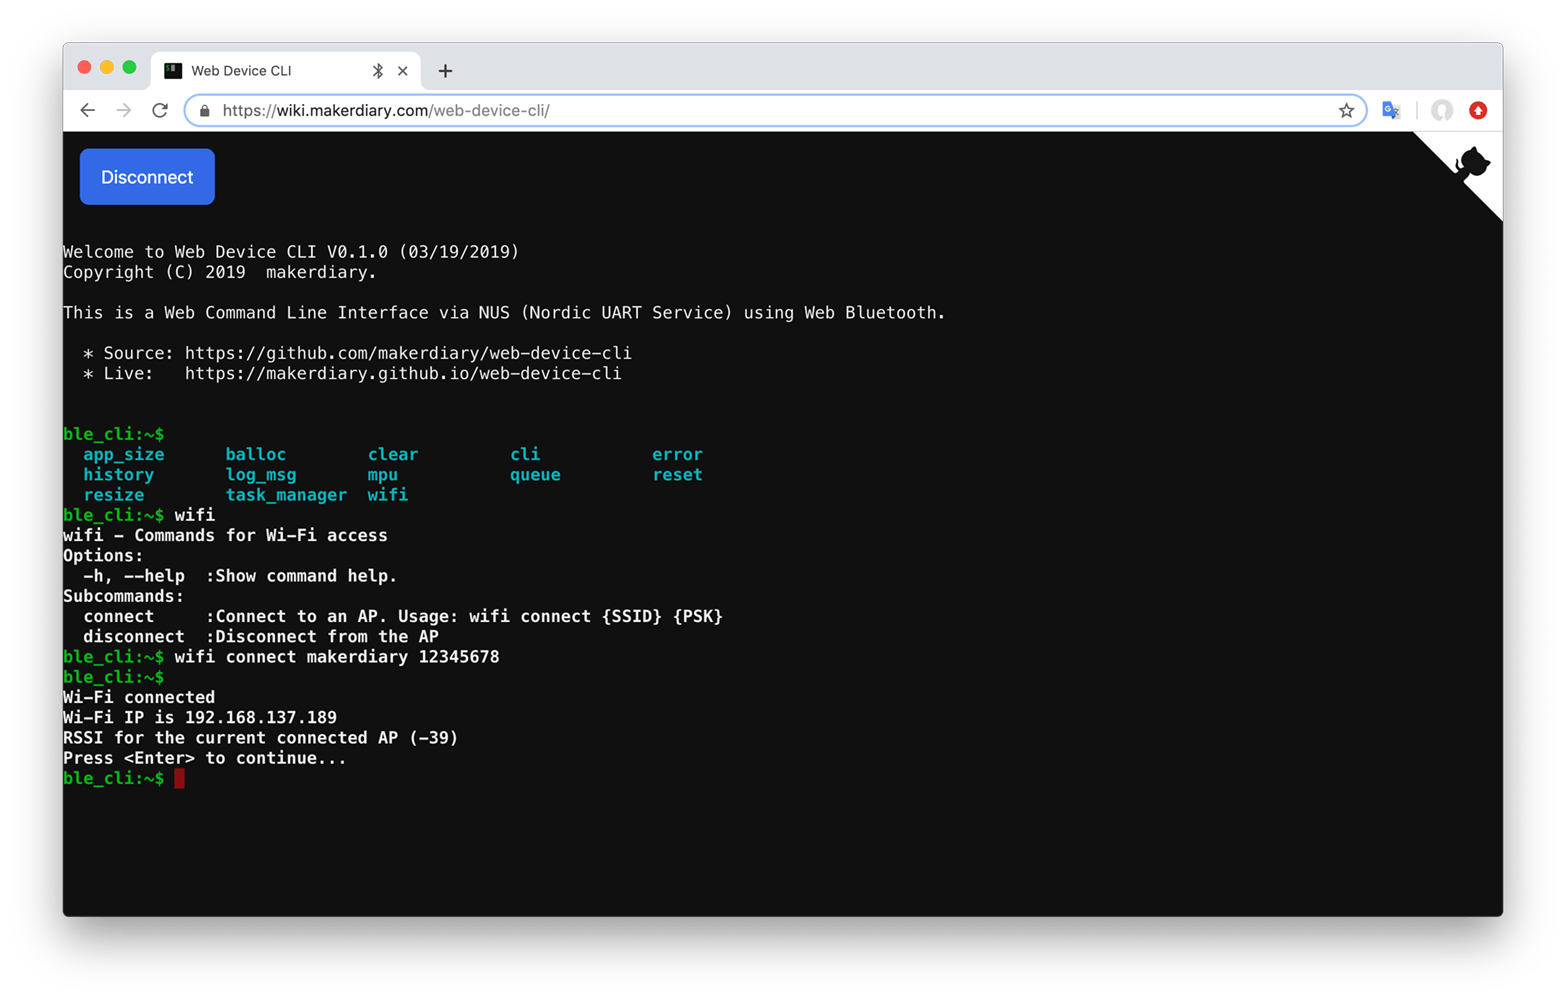 Web Device CLI
https://wiki.makerdiary.com/web-device-cli/
Disconnect
Welcome to Web Device CLI V0.1.0 (03/19/2019)
Copyright (C) 2019  makerdiary.
This is a Web Command Line Interface via NUS (Nordic UART Service) using Web Bluetooth.
* Source: https://github.com/makerdiary/web-device-cli
* Live:   https://makerdiary.github.io/web-device-cli
ble_cli:~$
app_size      balloc        clear         cli           error
history       log_msg       mpu           queue         reset
resize        task_manager  wifi
ble_cli:~$ wifi
wifi - Commands for Wi-Fi access
Options:
-h, --help  :Show command help.
Subcommands:
connect     :Connect to an AP. Usage: wifi connect {SSID} {PSK}
disconnect  :Disconnect from the AP
ble_cli:~$ wifi connect makerdiary 12345678
ble_cli:~$
Wi-Fi connected
Wi-Fi IP is 192.168.137.189
RSSI for the current connected AP (-39)
Press <Enter> to continue...
ble_cli:~$